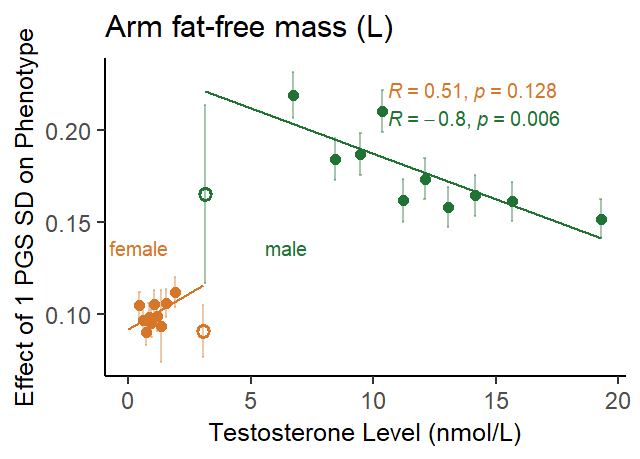 Arm fat-free mass (L)
Effect of 1 PGS SD on Phenotype
0.20
0.15
0.10
R = 0.51, p = 0.128
R = −0.8, p = 0.006
female
male
0
5
10
15
20
Testosterone Level (nmol/L)